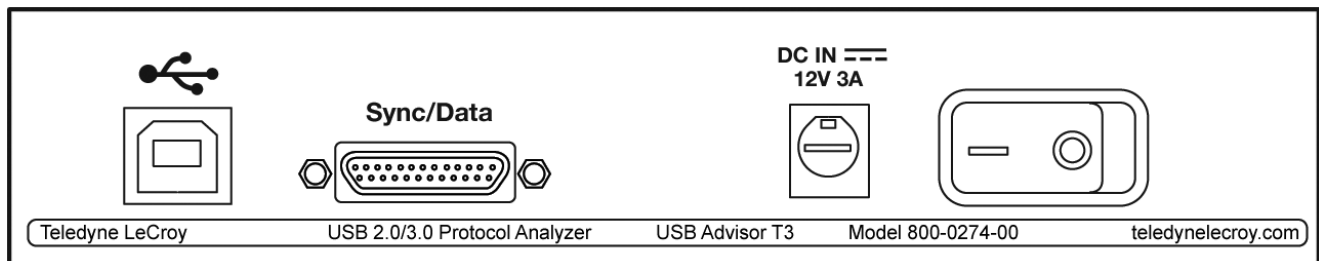 DC IN
12V 3A
Sync/Data
Teledyne LeCroy USB 2.0/3.0 Protocol Analyzer USB Advisor T3 Model 800-0274-00 teledynelecroy.com